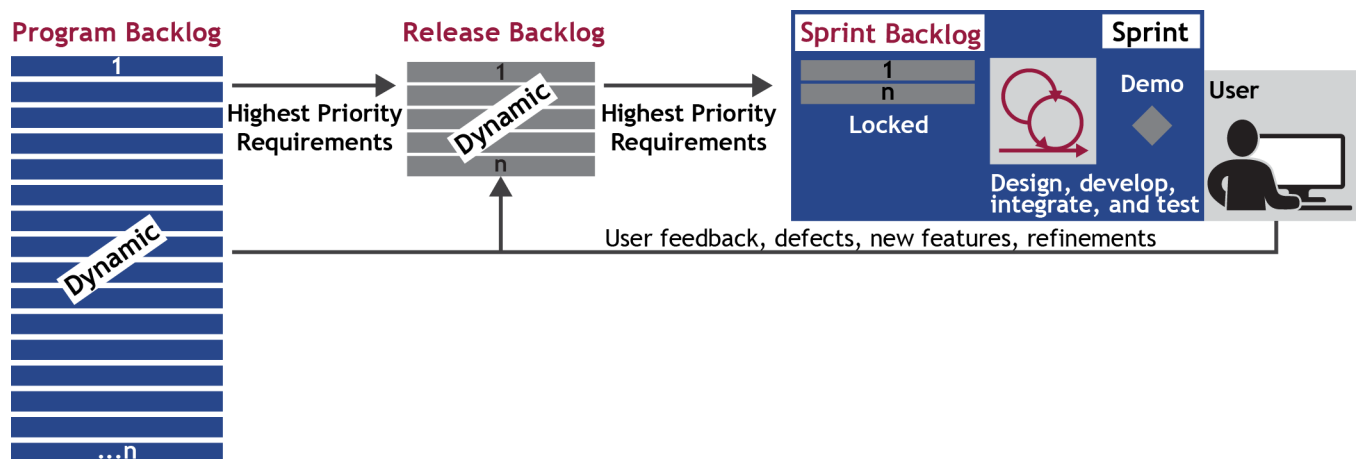 Program Backlog
1
Dynamic
...n
Highest Priority
Requirements
Release Backlog
1
Dynamic
n
Highest Priority
Requirements
Sprint Backlog
1
n
Locked
Sprint
Demo
Design, develop,
integrate, and test
User
User feedback, defects, new features, refinements